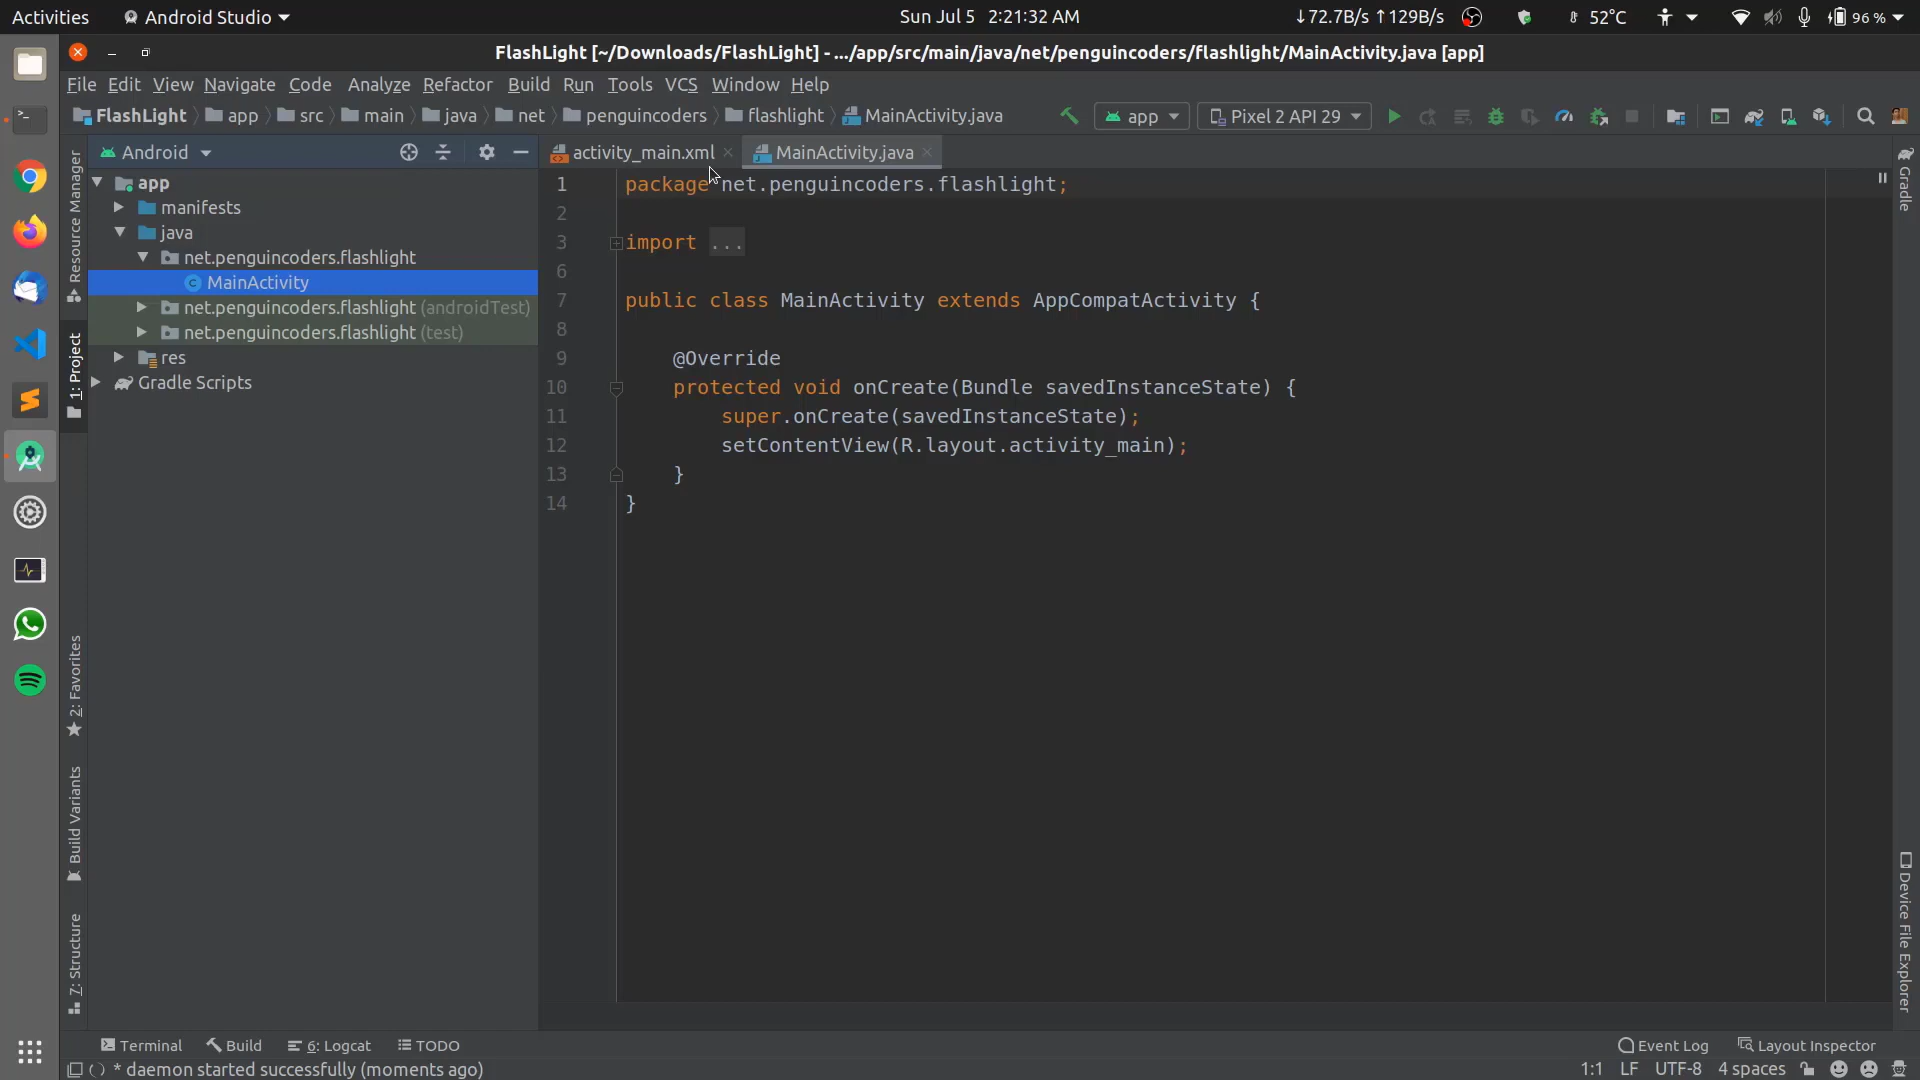 Activities Android Studio Sun Jul 5 2:21:32 AM ↓72.7B/s ↑129B/s 52°C 96 %
FlashLight [~/Downloads/FlashLight] - .../app/src/main/java/net/penguincoders/flashlight/MainActivity.java [app]
File Edit View Navigate Code Analyze Refactor Build Run Tools VCS Window Help
FlashLight app src main java net penguincoders flashlight MainActivity.java app Pixel 2 API 29
Android
activity_main.xml MainActivity.java
Resource Manager
1: Project
2: Favorites
Build Variants
7: Structure
app
manifests
java
net.penguincoders.flashlight
MainActivity
net.penguincoders.flashlight (androidTest)
net.penguincoders.flashlight (test)
res
Gradle Scripts
1 package net.penguincoders.flashlight;
2
3 import ...
6
7 public class MainActivity extends AppCompatActivity {
8
9 @Override
10 protected void onCreate(Bundle savedInstanceState) {
11 super.onCreate(savedInstanceState);
12 setContentView(R.layout.activity_main);
13 }
14 }
Gradle
Device File Explorer
Terminal Build 6: Logcat TODO Event Log Layout Inspector
* daemon started successfully (moments ago) 1:1 LF UTF-8 4 spaces